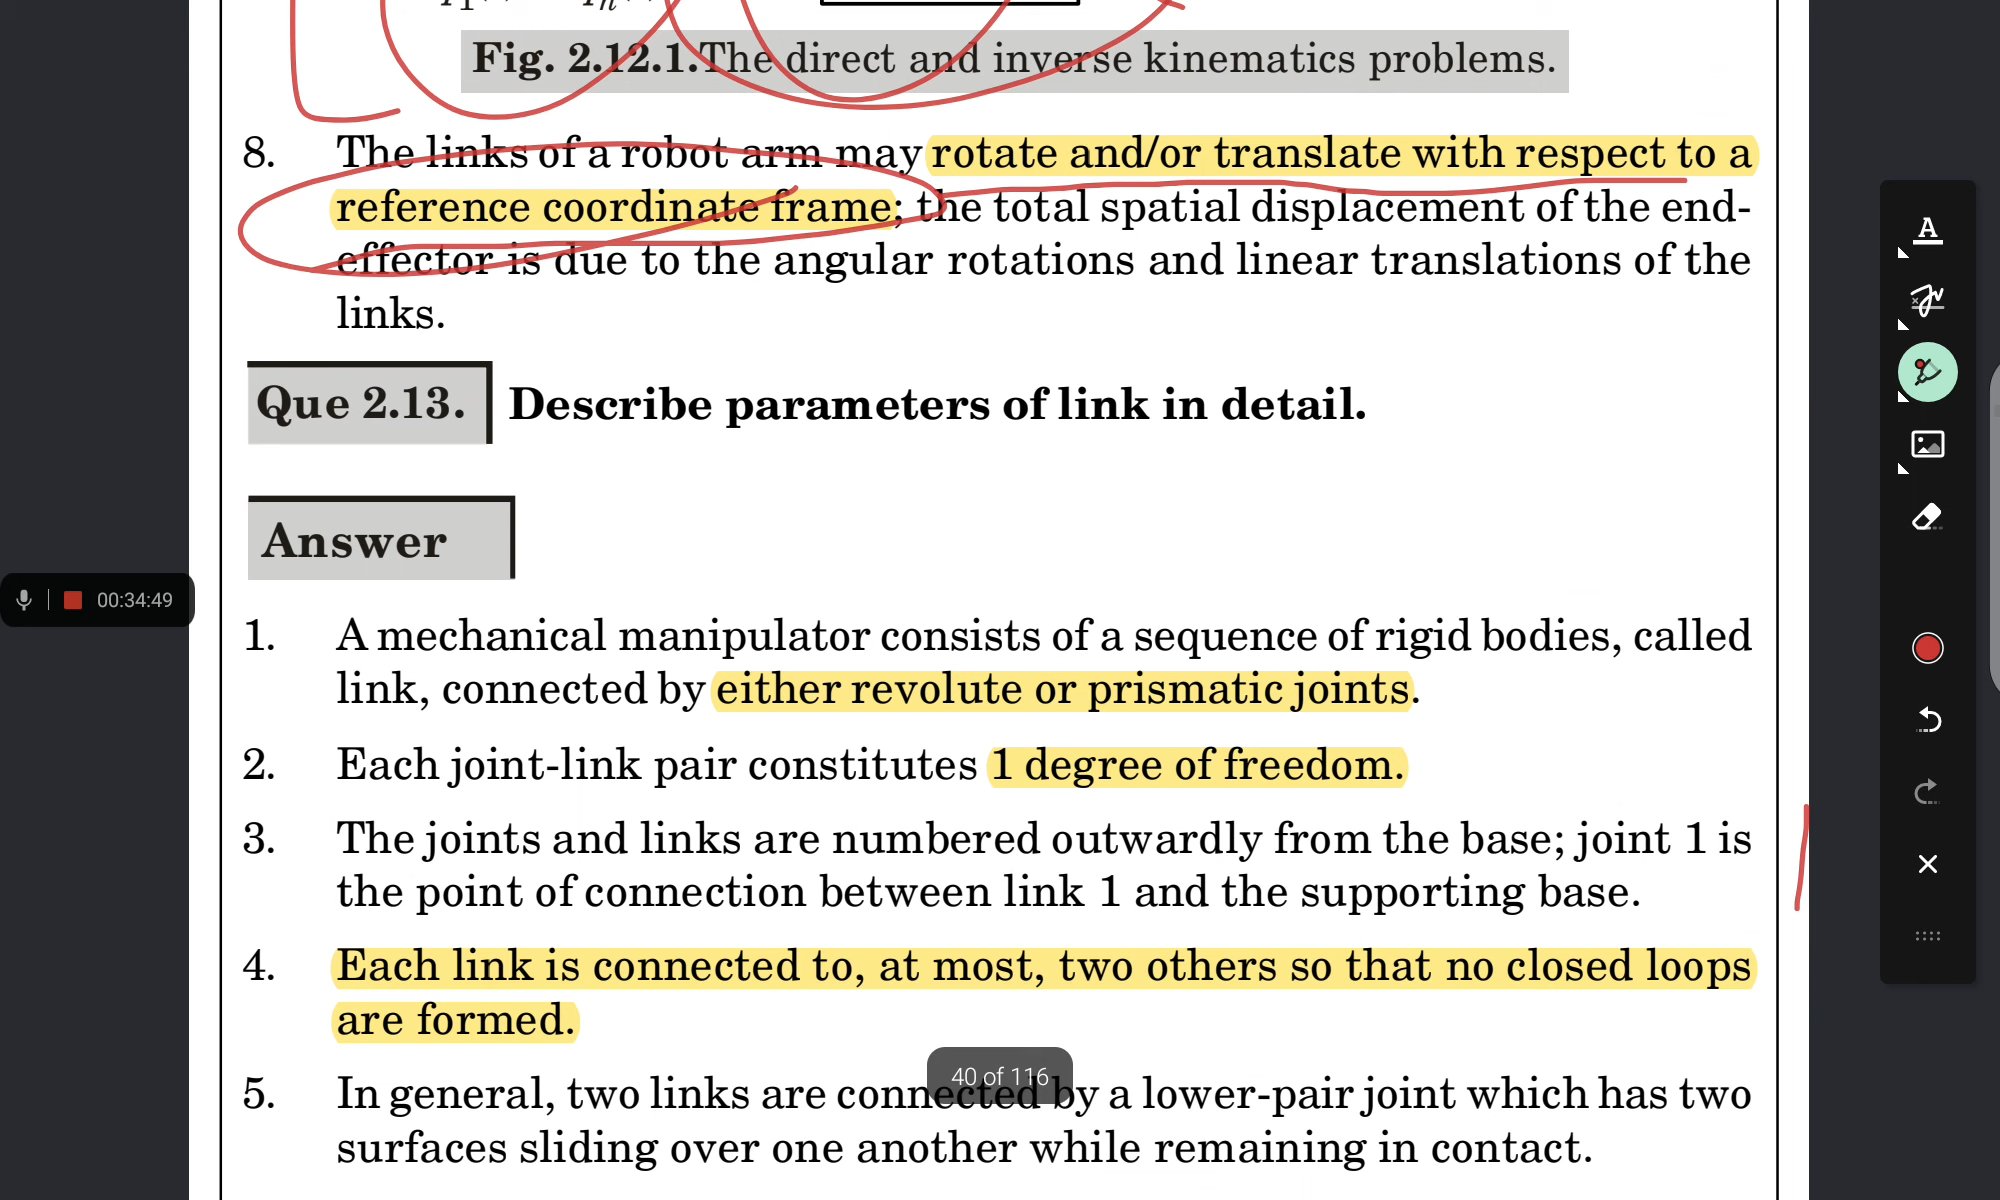 Fig. 2.12.1.The direct and inverse kinematics problems.
8. The links of a robot arm may rotate and/or translate with respect to a
reference coordinate frame; the total spatial displacement of the end-
effector is due to the angular rotations and linear translations of the
links.
Que 2.13. Describe parameters of link in detail.
Answer
00:34:49
1. A mechanical manipulator consists of a sequence of rigid bodies, called
link, connected by either revolute or prismatic joints.
2. Each joint-link pair constitutes 1 degree of freedom.
3. The joints and links are numbered outwardly from the base; joint 1 is
the point of connection between link 1 and the supporting base.
4. Each link is connected to, at most, two others so that no closed loops
are formed.
40 of 116
5. In general, two links are connected by a lower-pair joint which has two
surfaces sliding over one another while remaining in contact.